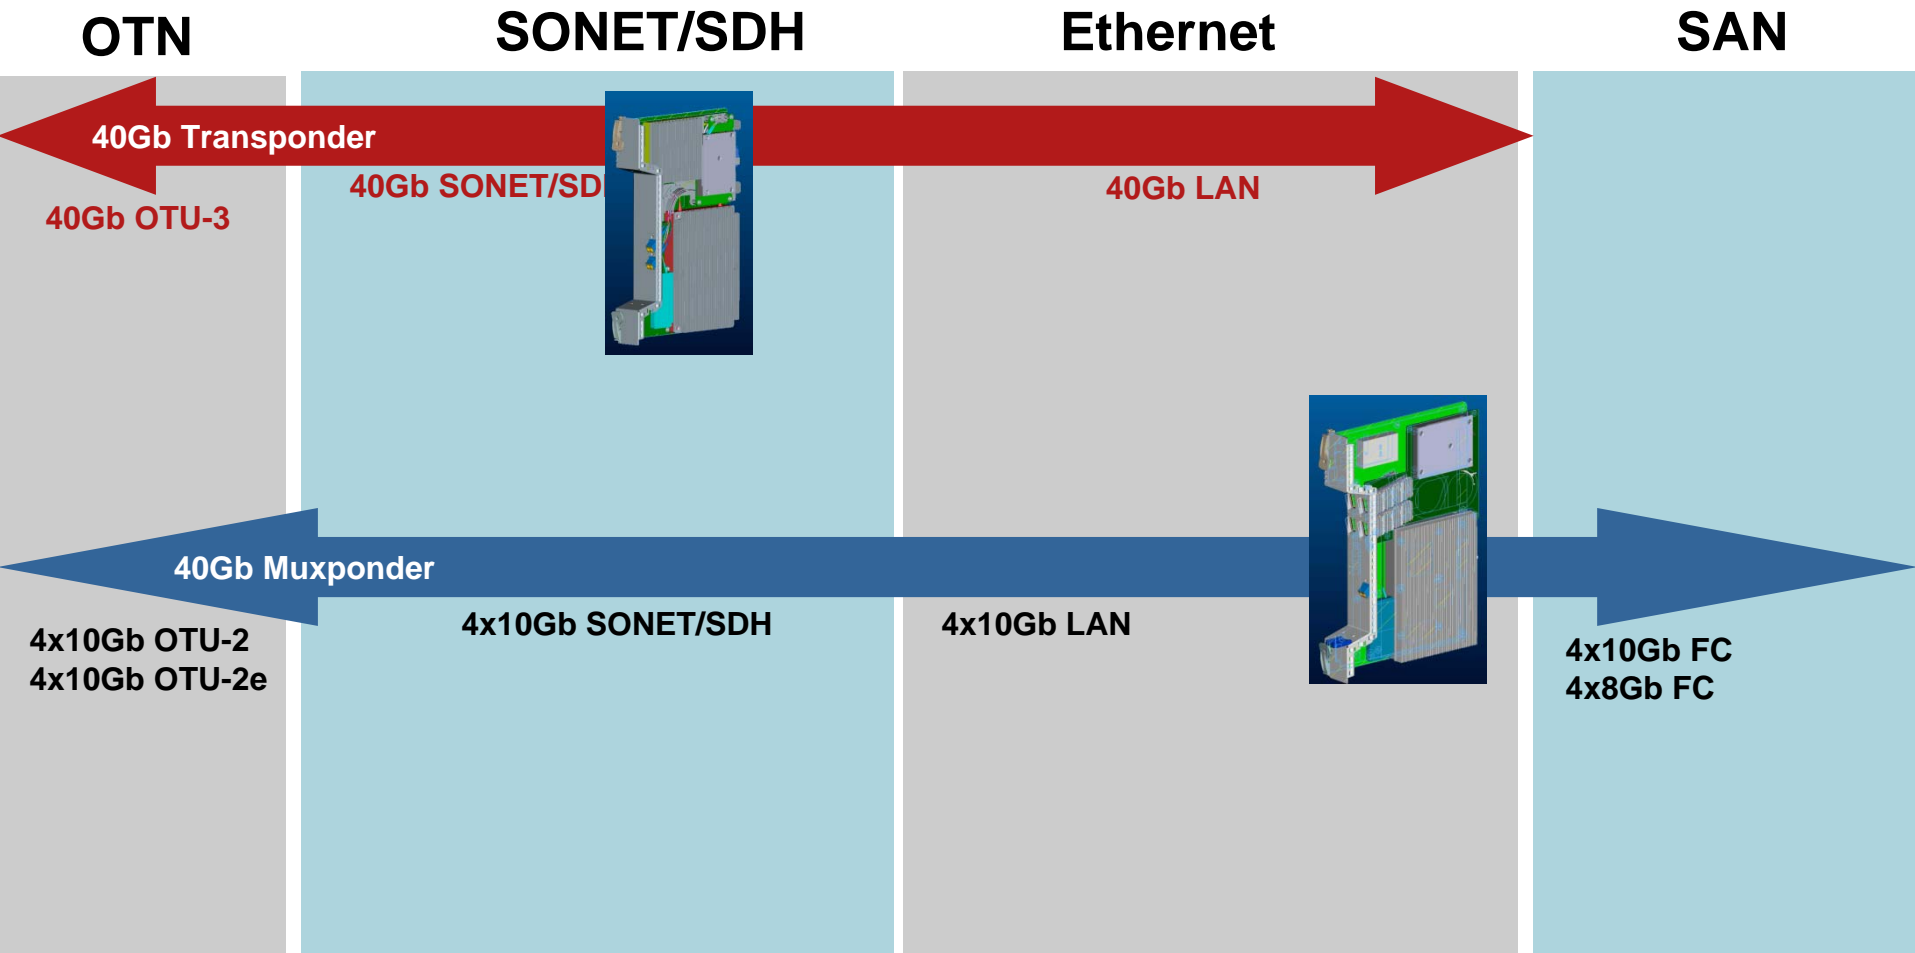 OTN
SONET/SDH
Ethernet
SAN
40Gb Transponder
40Gb SONET/SD
40Gb LAN
40Gb OTU-3
40Gb Muxponder
4x10Gb SONET/SDH
4x10Gb LAN
4x10Gb OTU-2
4x10Gb OTU-2e
4x10Gb FC
4x8Gb FC